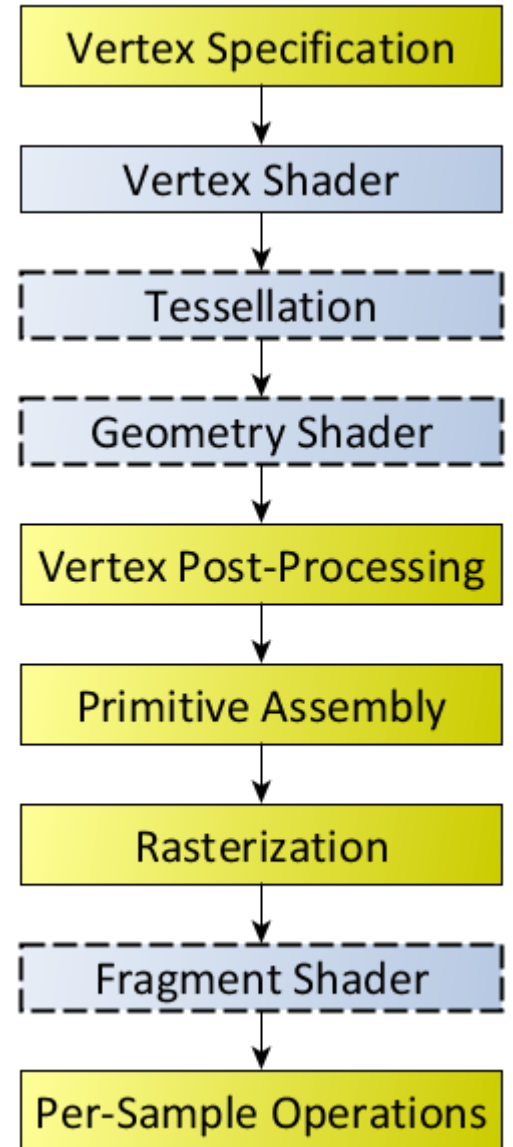 Vertex Specification
Vertex Shader
Tessellation
Geometry Shader
Vertex Post-Processing
Primitive Assembly
Rasterization
Fragment Shader
Per-Sample Operations